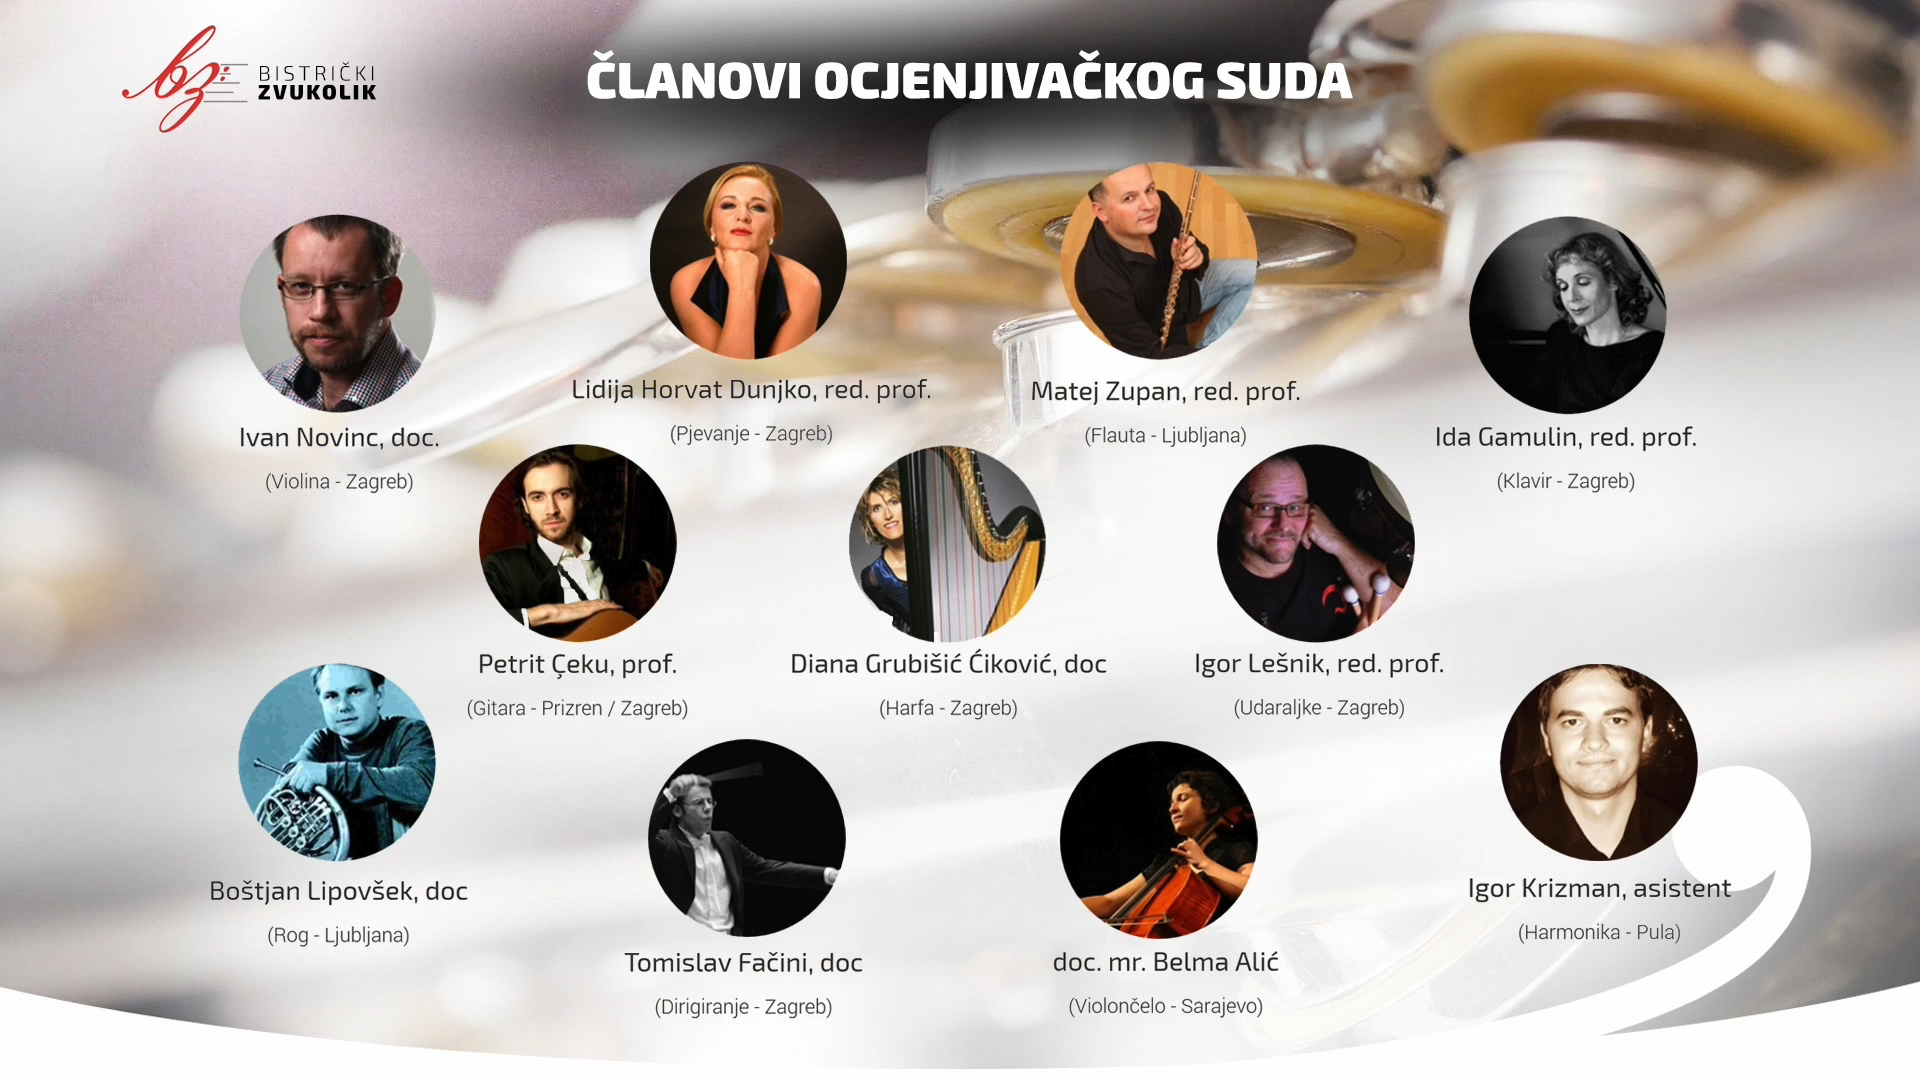 bz:
BISTRIČKI
ZVUKOLIK
ČLANOVI OCJENJIVAČKOG SUDA
Ivan Novinc, doc.
(Violina - Zagreb)
Lidija Horvat Dunjko, red. prof.
(Pjevanje - Zagreb)
Matej Zupan, red. prof.
(Flauta - Ljubljana)
Ida Gamulin, red. prof.
(Klavir - Zagreb)
Petrit Çeku, prof.
(Gitara - Prizren / Zagreb)
Diana Grubišić Ćiković, doc
(Harfa - Zagreb)
Igor Lešnik, red. prof.
(Udaraljke - Zagreb)
Boštjan Lipovšek, doc
(Rog - Ljubljana)
Tomislav Fačini, doc
(Dirigiranje - Zagreb)
doc. mr. Belma Alić
(Violončelo - Sarajevo)
Igor Krizman, asistent
(Harmonika - Pula)